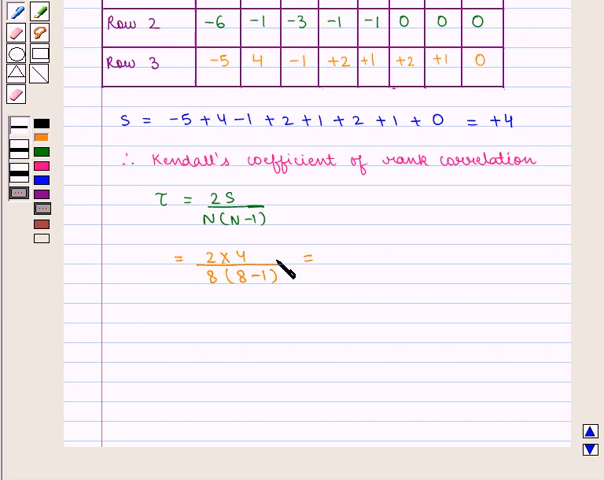 Row 2 -6 -1 -3 -1 -1 0 0 0
Row 3 -5 4 -1 +2 +1 +2 +1 0
S = -5 + 4 - 1 + 2 + 1 + 2 + 1 + 0 = +4
∴ Kendall's coefficient of rank correlation
τ = 2S / N(N-1)
= 2 × 4 / 8(8-1) =